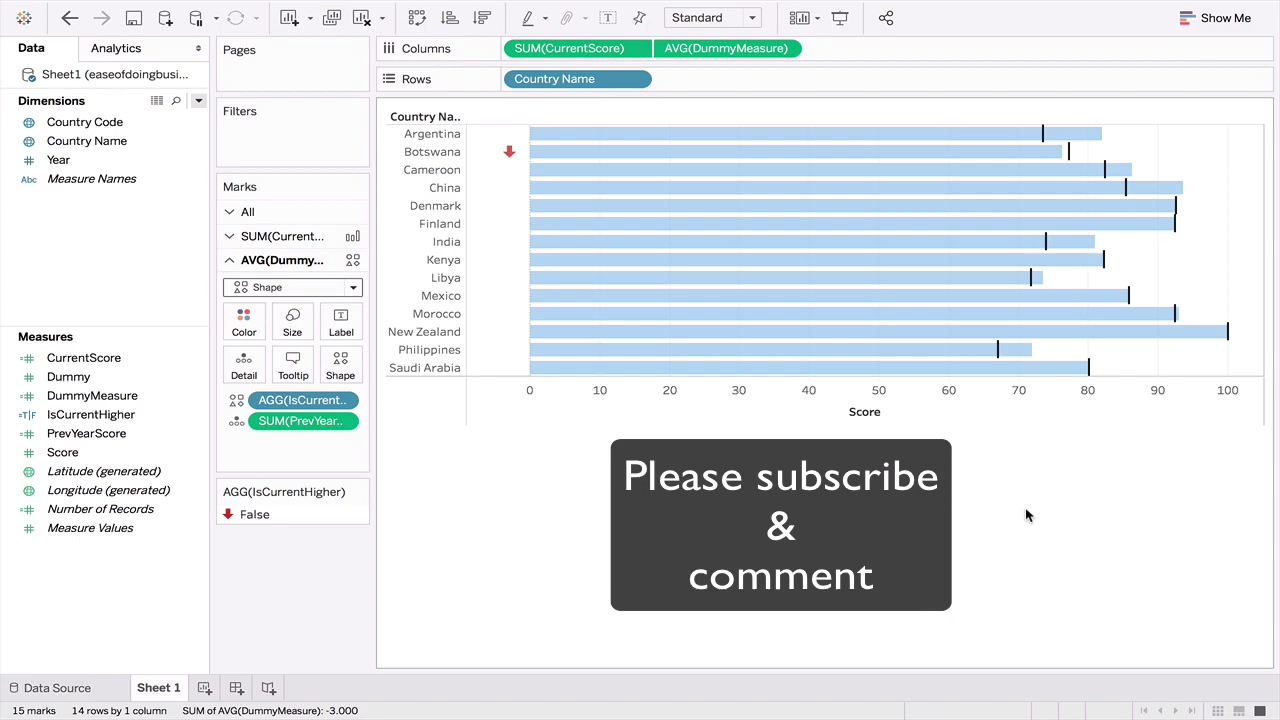 Standard
Show Me
Data
Analytics
Sheet1 (easeofdoingbusi...
Dimensions
Country Code
Country Name
Year
Abc Measure Names
Measures
CurrentScore
Dummy
DummyMeasure
=T|F IsCurrentHigher
PrevYearScore
Score
Latitude (generated)
Longitude (generated)
Number of Records
Measure Values
Pages
Filters
Marks
All
SUM(Current...
AVG(Dummy...
Shape
Color
Size
Label
Detail
Tooltip
Shape
AGG(IsCurrent..
SUM(PrevYear..
AGG(IsCurrentHigher)
False
Columns
SUM(CurrentScore)
AVG(DummyMeasure)
Rows
Country Name
Country Na..
Argentina
Botswana
Cameroon
China
Denmark
Finland
India
Kenya
Libya
Mexico
Morocco
New Zealand
Philippines
Saudi Arabia
0 10 20 30 40 50 60 70 80 90 100
Score
Please subscribe
&
comment
Data Source
Sheet 1
15 marks
14 rows by 1 column
SUM of AVG(DummyMeasure): -3.000